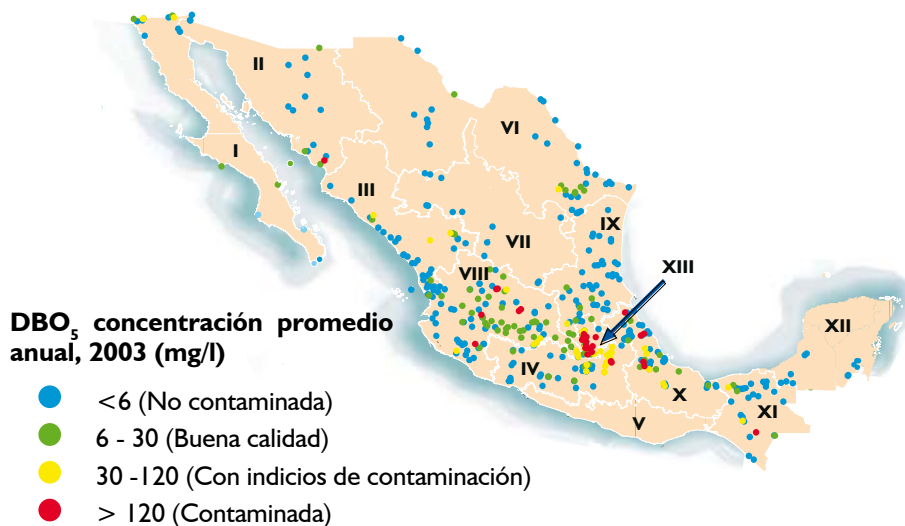 II
VI
I
III
IX
VII
XIII
VIII
XII
DBO₅ concentración promedio
anual, 2003 (mg/l)
IV
X
XI
V
<6 (No contaminada)
6 - 30 (Buena calidad)
30 -120 (Con indicios de contaminación)
> 120 (Contaminada)